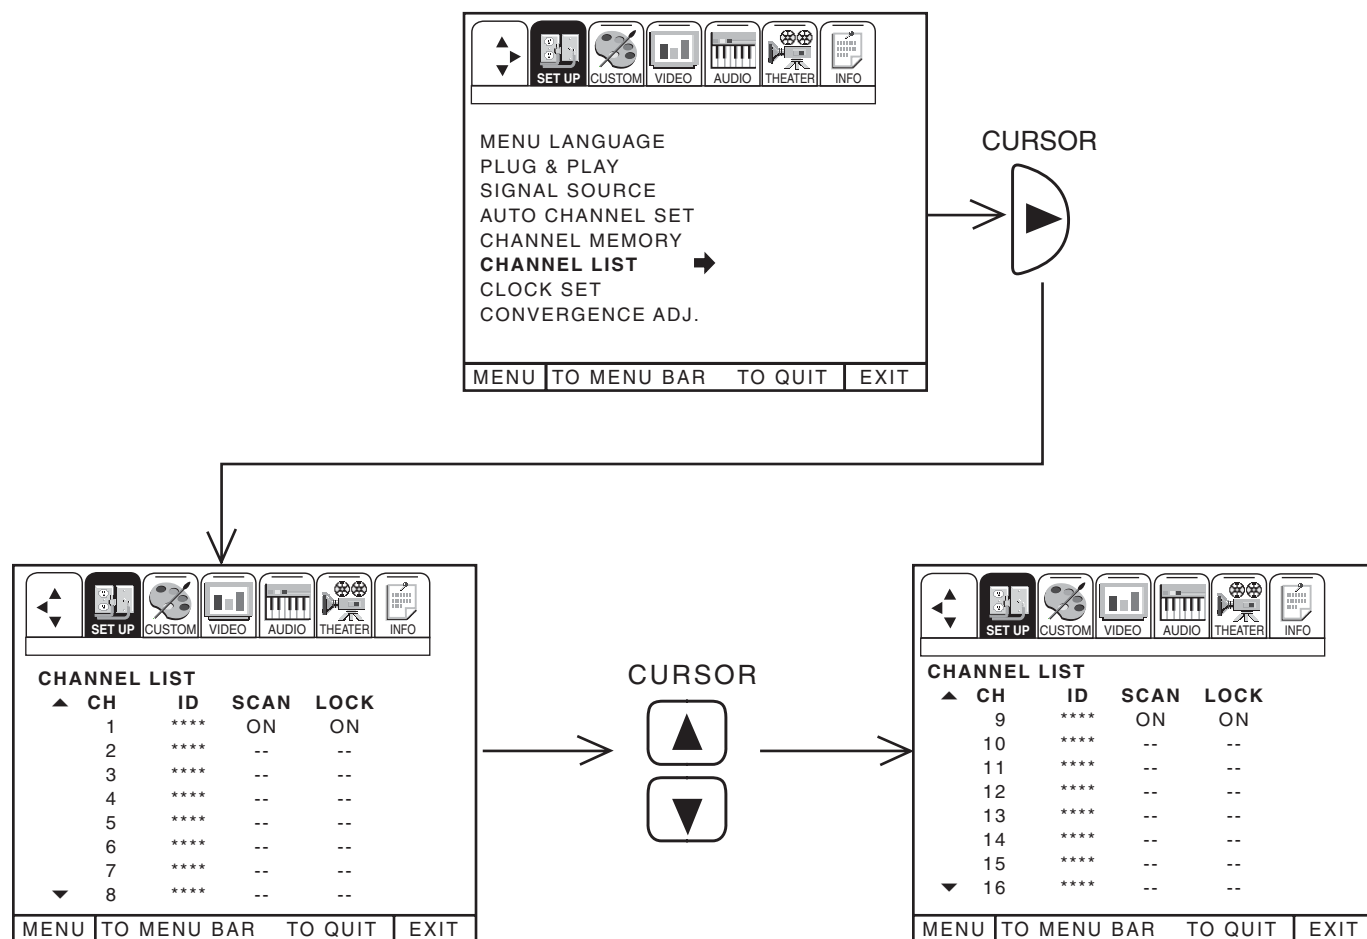 SET UP CUSTOM VIDEO AUDIO THEATER INFO
MENU LANGUAGE
PLUG & PLAY
SIGNAL SOURCE
AUTO CHANNEL SET
CHANNEL MEMORY
CHANNEL LIST
CLOCK SET
CONVERGENCE ADJ.
MENU TO MENU BAR TO QUIT EXIT
CURSOR
SET UP CUSTOM VIDEO AUDIO THEATER INFO
CHANNEL LIST
CH ID SCAN LOCK
1 **** ON ON
2 **** -- --
3 **** -- --
4 **** -- --
5 **** -- --
6 **** -- --
7 **** -- --
8 **** -- --
MENU TO MENU BAR TO QUIT EXIT
CURSOR
SET UP CUSTOM VIDEO AUDIO THEATER INFO
CHANNEL LIST
CH ID SCAN LOCK
9 **** ON ON
10 **** -- --
11 **** -- --
12 **** -- --
13 **** -- --
14 **** -- --
15 **** -- --
16 **** -- --
MENU TO MENU BAR TO QUIT EXIT